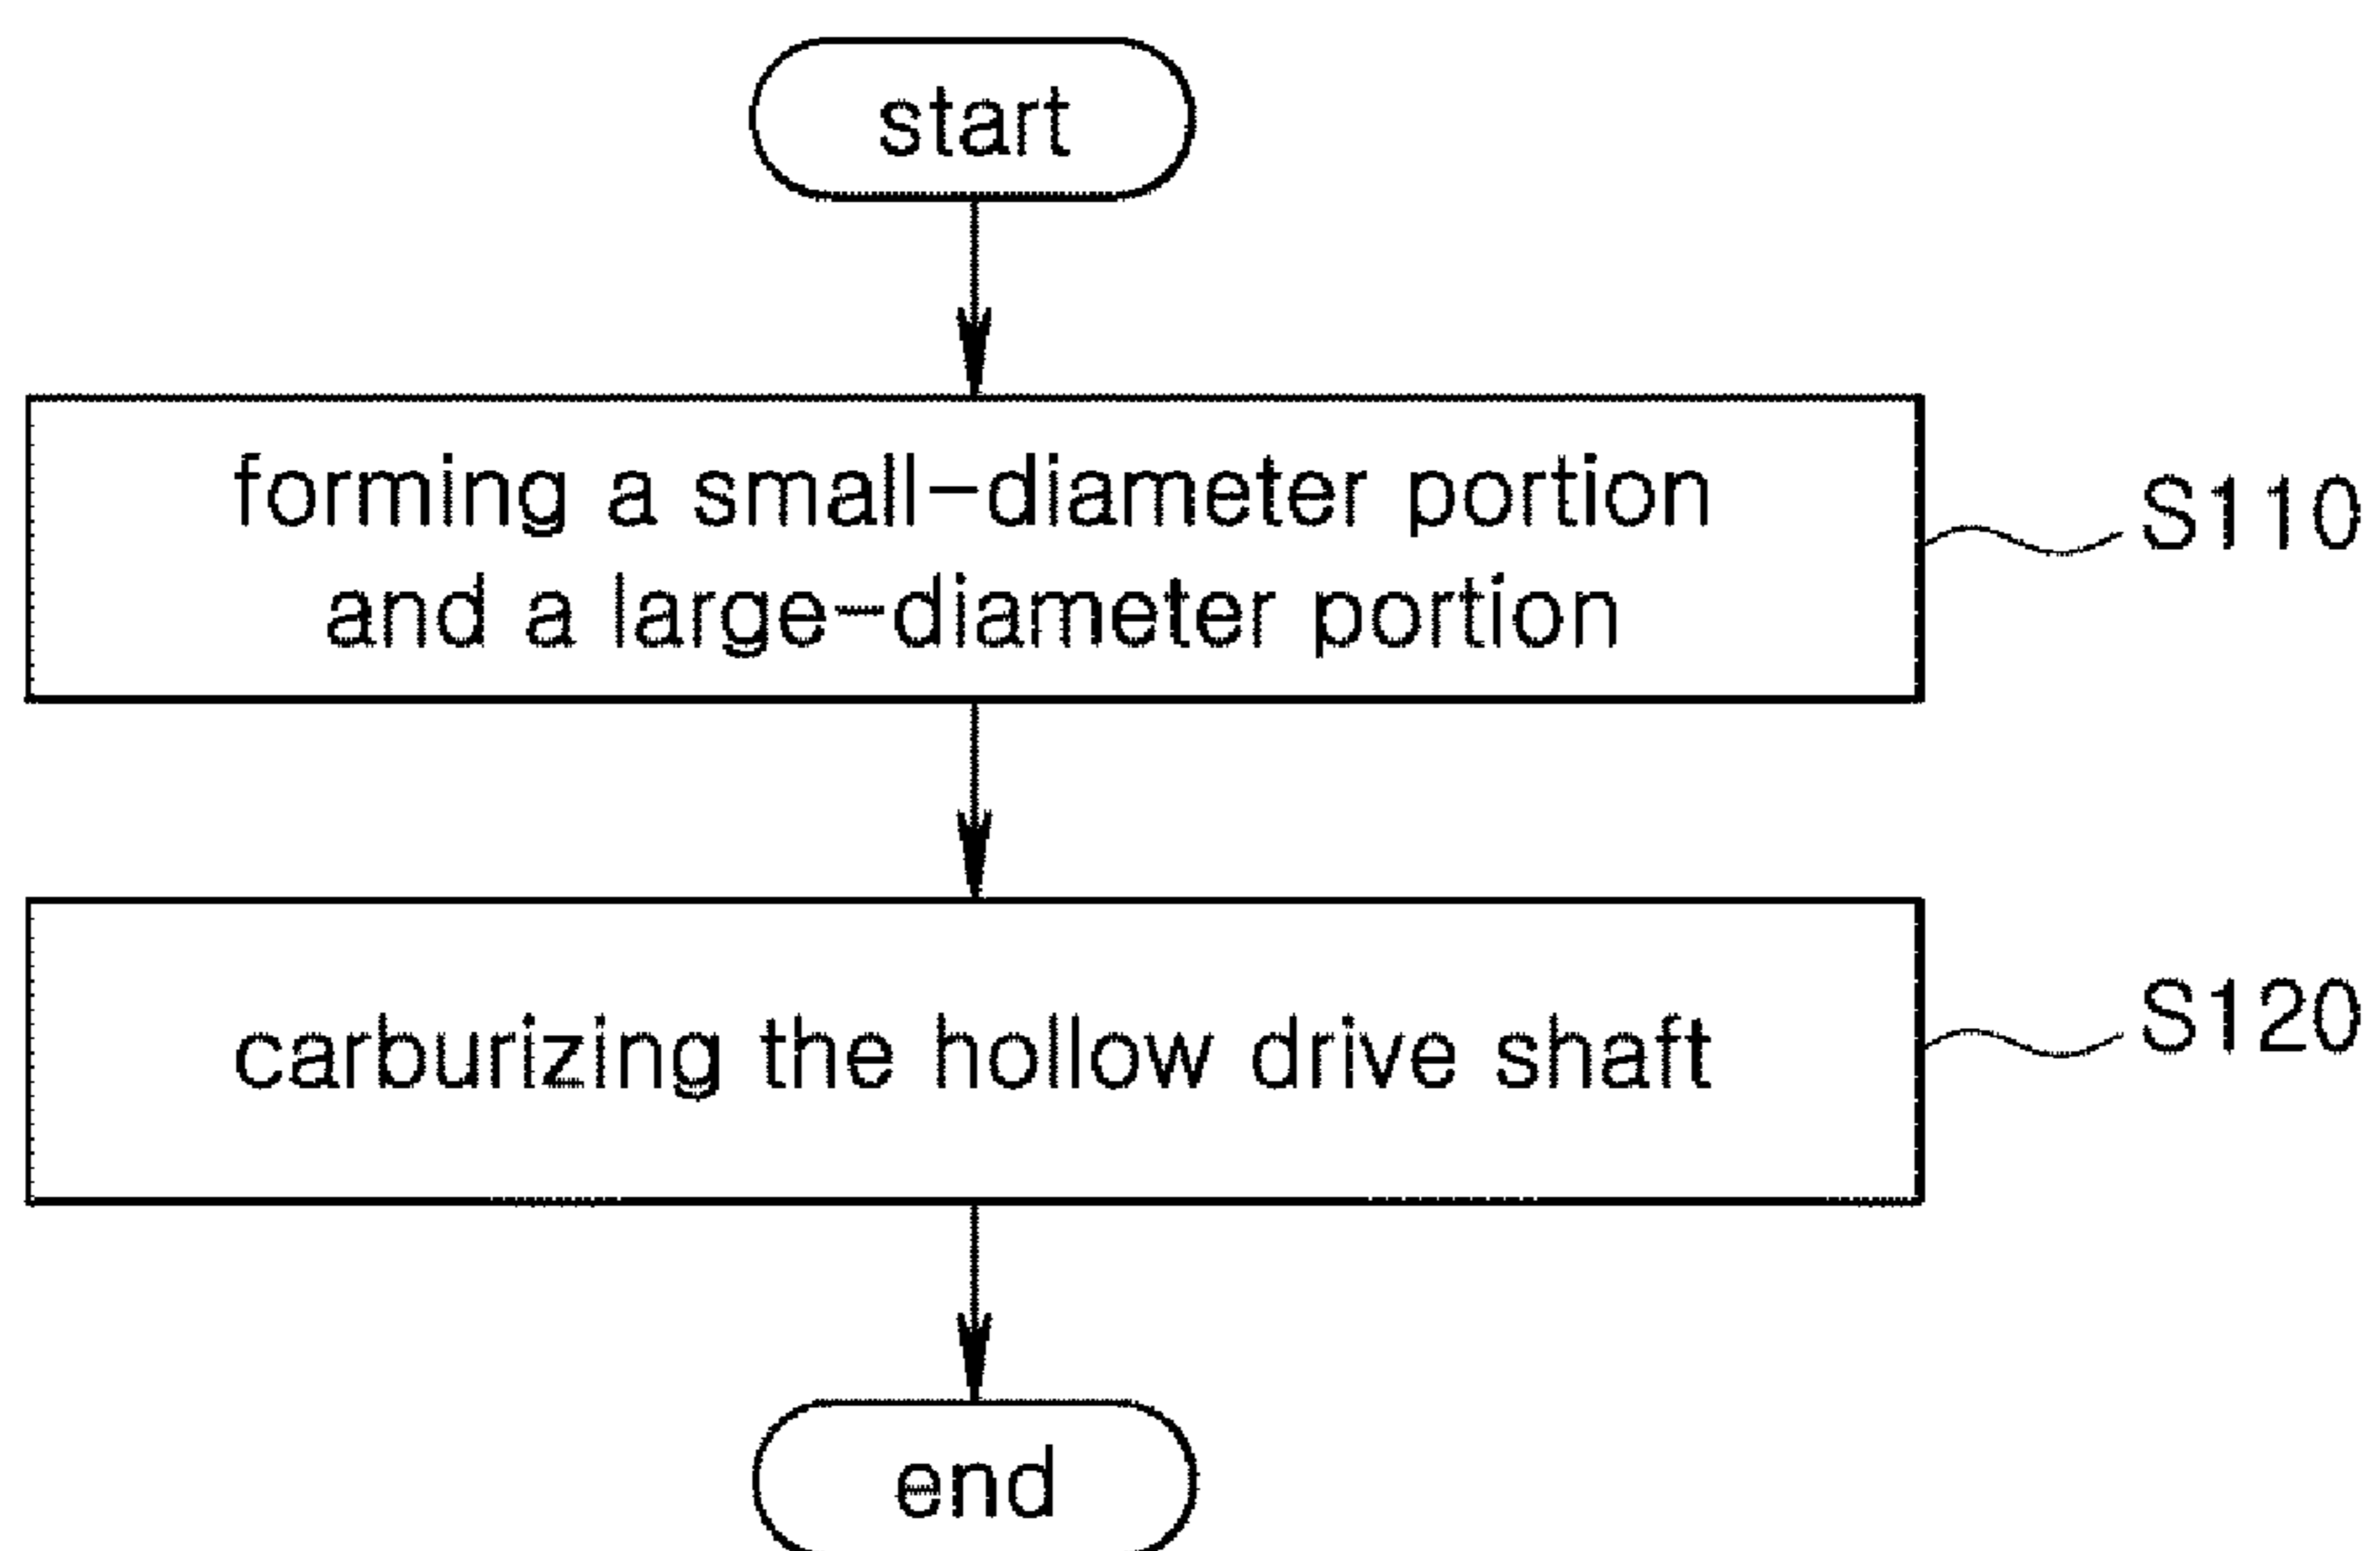 start
forming a small-diameter portion
and a large-diameter portion
S110
carburizing the hollow drive shaft
S120
end